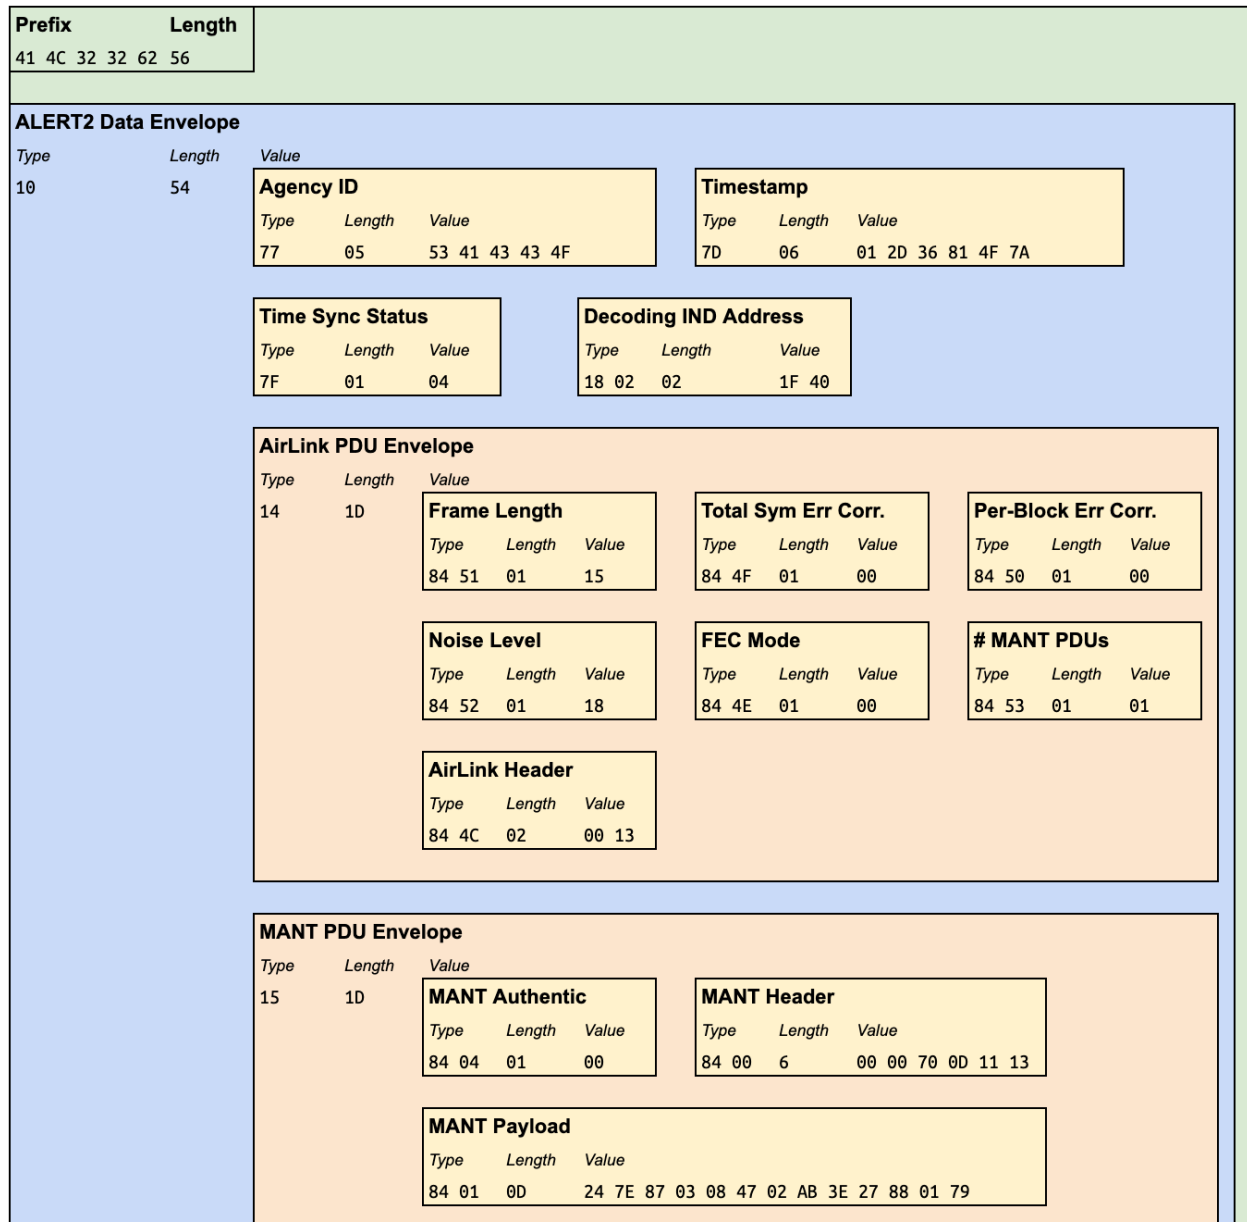 Prefix Length
41 4C 32 32 62 56
ALERT2 Data Envelope
Type Length Value
10 54
Agency ID
Type Length Value
77 05 53 41 43 43 4F
Timestamp
Type Length Value
7D 06 01 2D 36 81 4F 7A
Time Sync Status
Type Length Value
7F 01 04
Decoding IND Address
Type Length Value
18 02 02 1F 40
AirLink PDU Envelope
Type Length Value
14 1D
Frame Length
Type Length Value
84 51 01 15
Total Sym Err Corr.
Type Length Value
84 4F 01 00
Per-Block Err Corr.
Type Length Value
84 50 01 00
Noise Level
Type Length Value
84 52 01 18
FEC Mode
Type Length Value
84 4E 01 00
# MANT PDUs
Type Length Value
84 53 01 01
AirLink Header
Type Length Value
84 4C 02 00 13
MANT PDU Envelope
Type Length Value
15 1D
MANT Authentic
Type Length Value
84 04 01 00
MANT Header
Type Length Value
84 00 6 00 00 70 0D 11 13
MANT Payload
Type Length Value
84 01 0D 24 7E 87 03 08 47 02 AB 3E 27 88 01 79